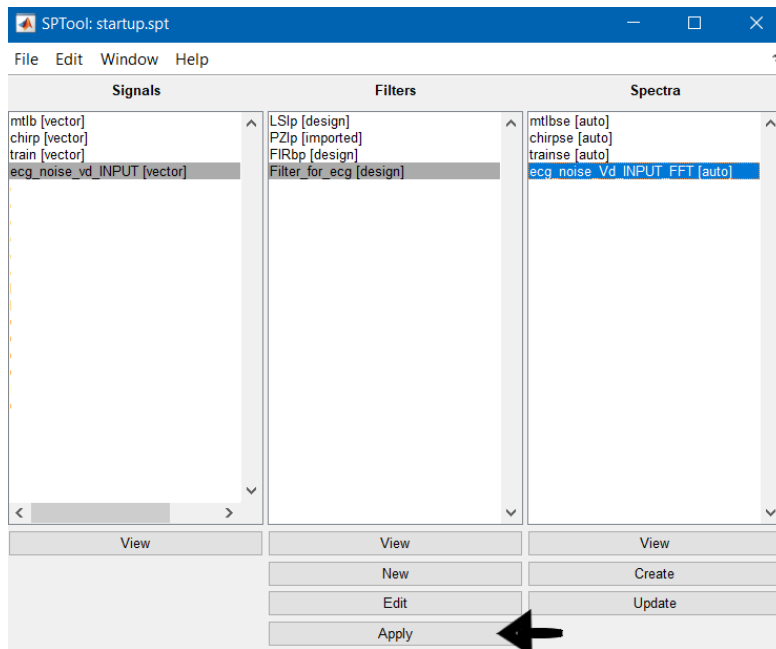 SPTool: startup.spt
File Edit Window Help
Signals
mtlb [vector]
chirp [vector]
train [vector]
ecg_noise_vd_INPUT [vector]
View
Filters
LSlp [design]
PZlp [imported]
FIRbp [design]
Filter_for_ecg [design]
View
New
Edit
Apply
Spectra
mtlbse [auto]
chirpse [auto]
trainse [auto]
ecg_noise_Vd_INPUT_FFT [auto]
View
Create
Update